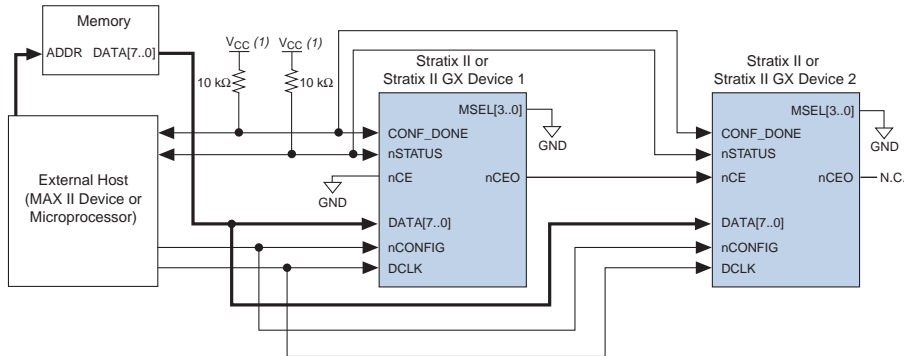 Memory
ADDR DATA[7..0]
VCC (1)
VCC (1)
10 kΩ
10 kΩ
Stratix II or
Stratix II GX Device 1
Stratix II or
Stratix II GX Device 2
External Host
(MAX II Device or
Microprocessor)
MSEL[3..0]
CONF_DONE
nSTATUS
nCE
nCEO
DATA[7..0]
nCONFIG
DCLK
GND
GND
MSEL[3..0]
CONF_DONE
nSTATUS
nCE
nCEO
DATA[7..0]
nCONFIG
DCLK
GND
N.C.